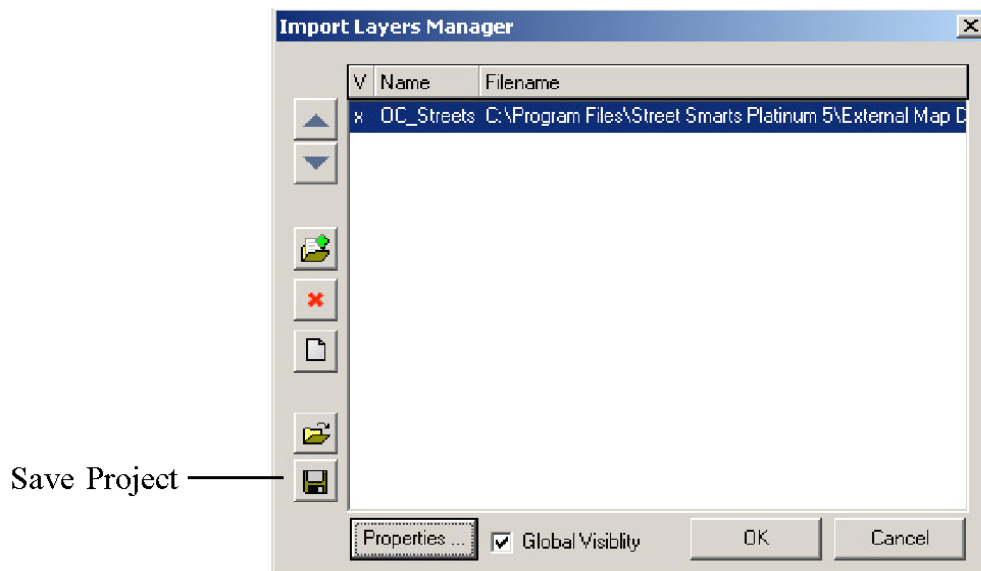 Import Layers Manager
V Name Filename
x OC_Streets C:\Program Files\Street Smarts Platinum 5\External Map D
Save Project
Properties ... Global Visiblity OK Cancel